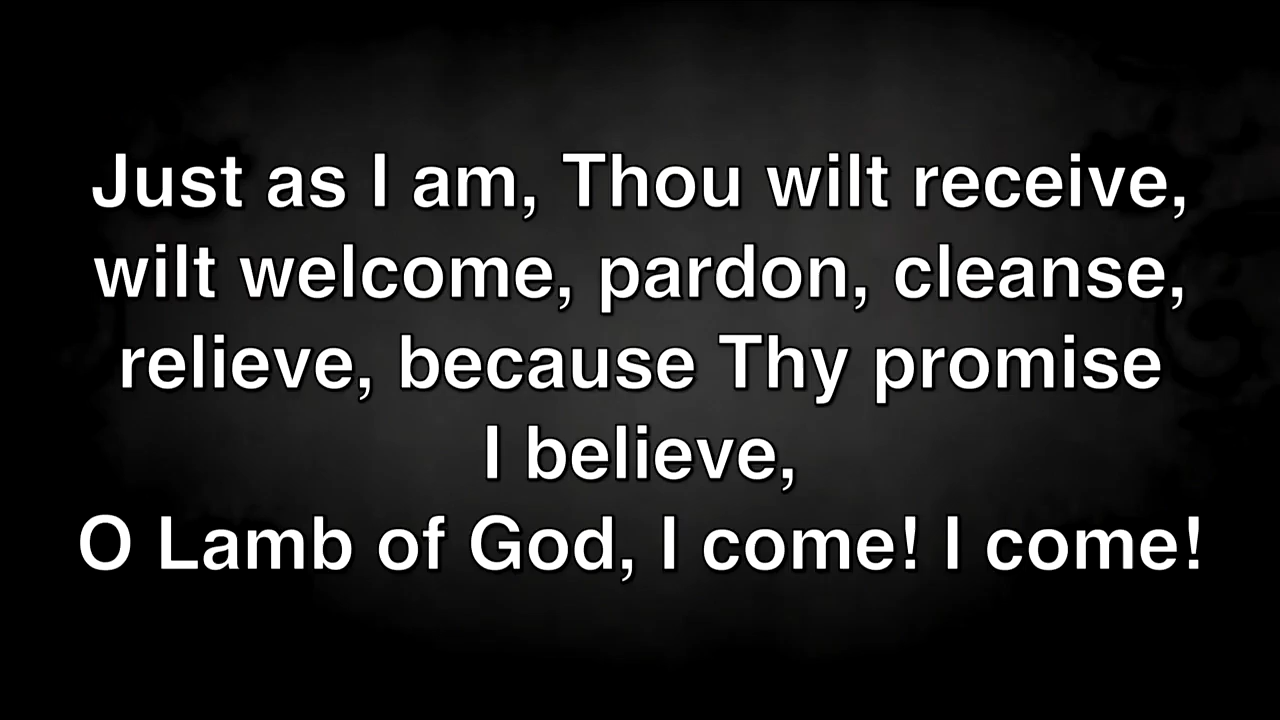 Just as I am, Thou wilt receive,
wilt welcome, pardon, cleanse,
relieve, because Thy promise
I believe,
O Lamb of God, I come! I come!